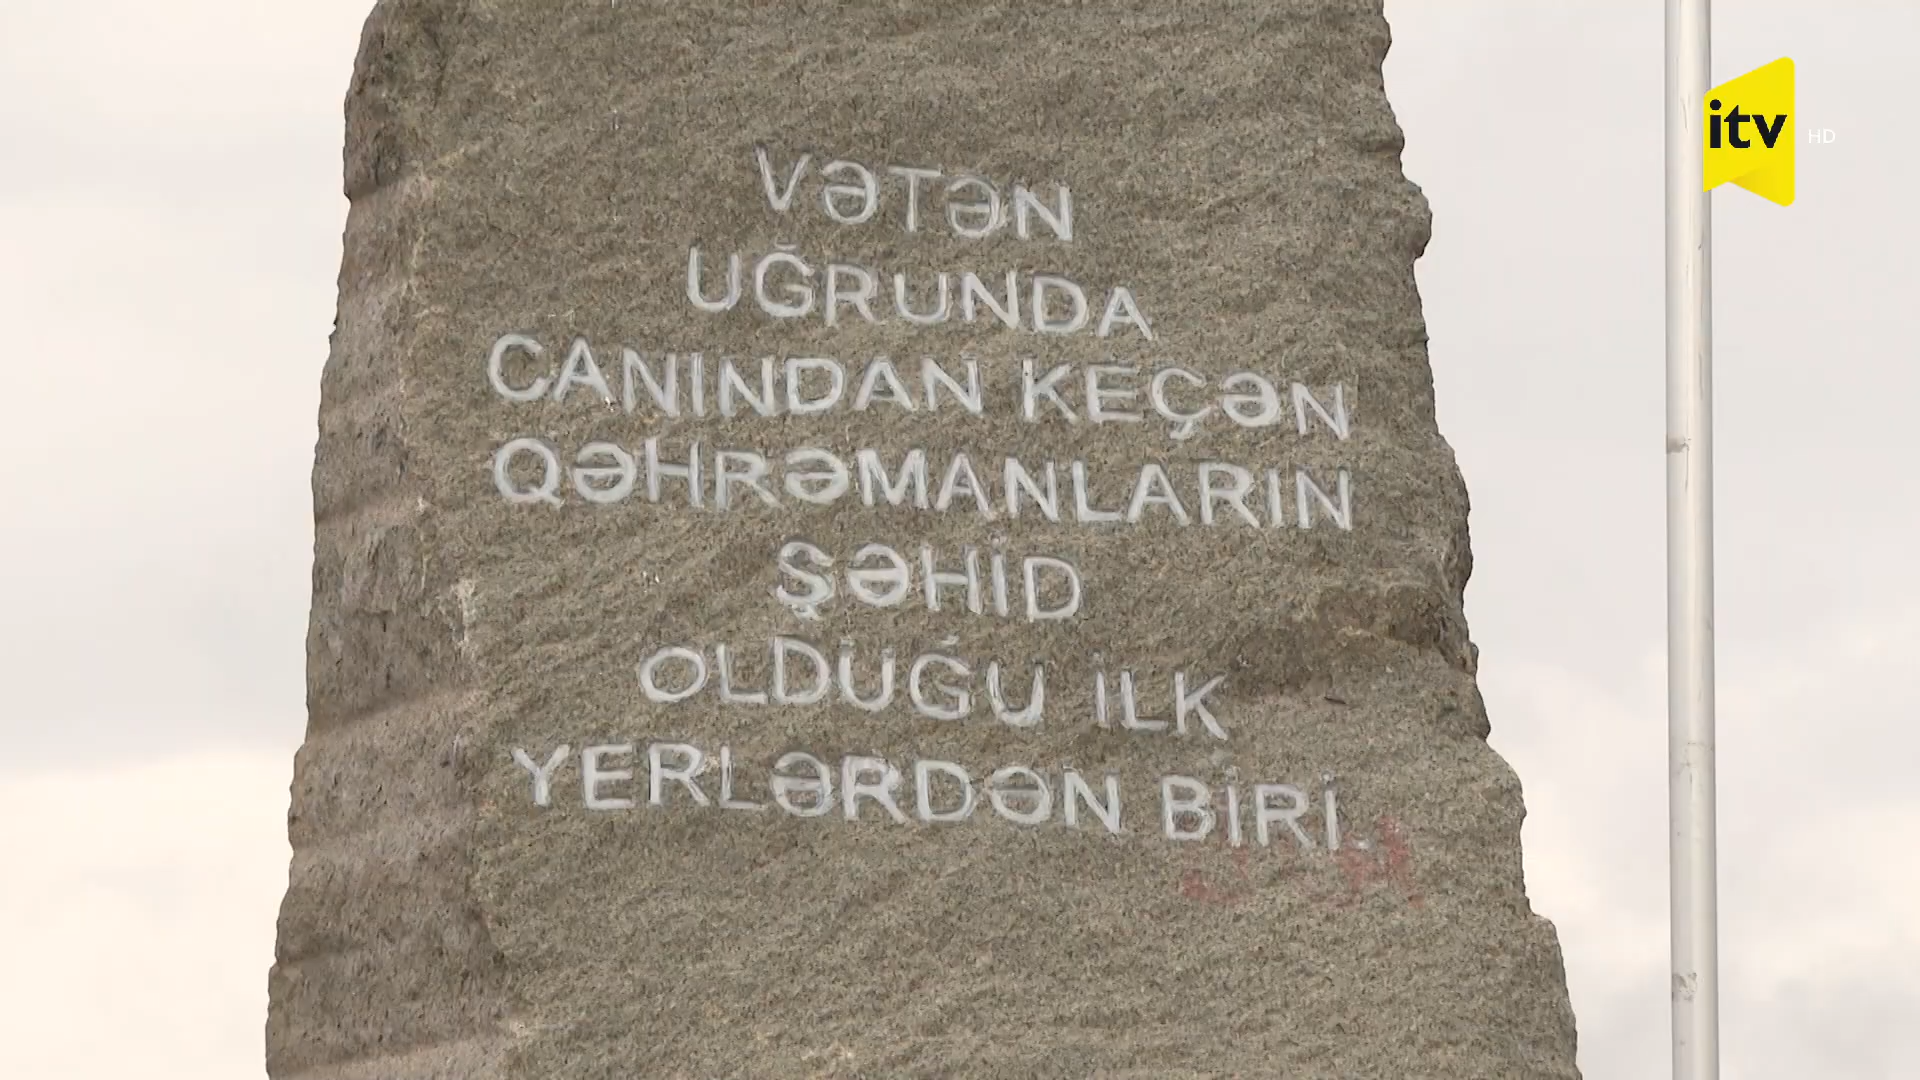 VƏTƏN
UĞRUNDA
CANINDAN KEÇƏN
QƏHRƏMANLARIN
ŞƏHİD
OLDUĞU İLK
YERLƏRDƏN BİRİ.
itv HD